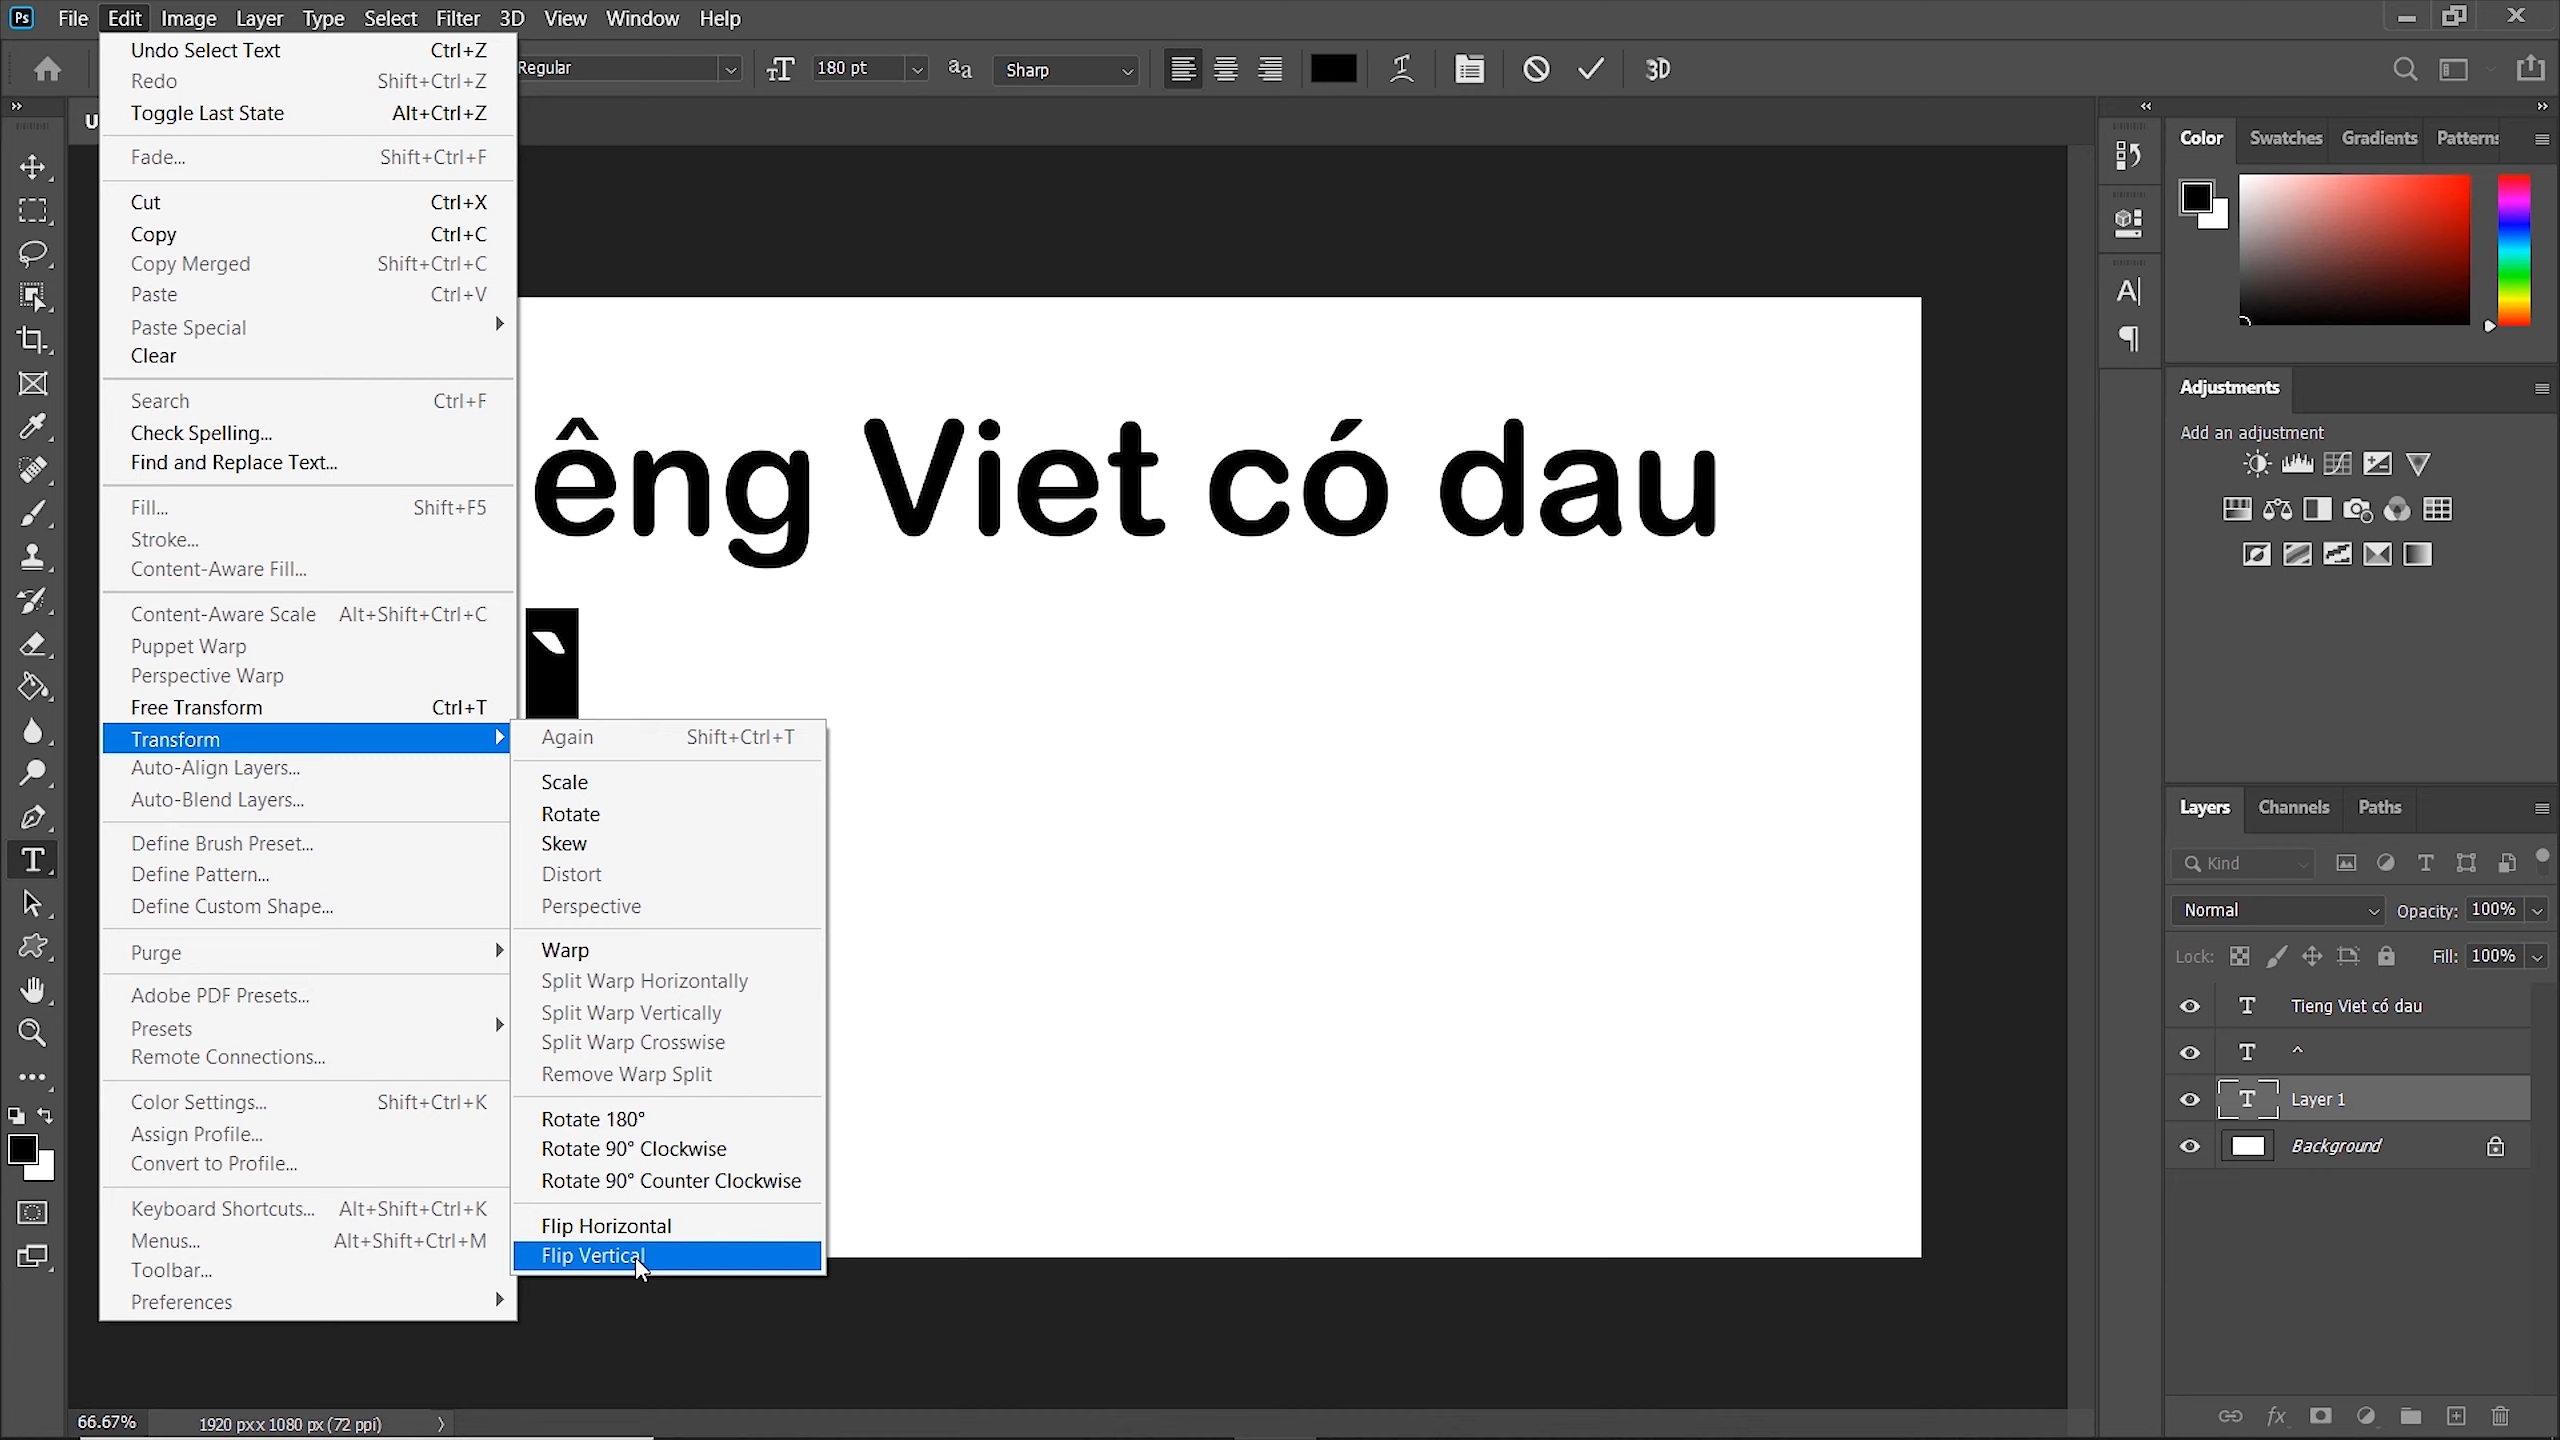 Ps File Edit Image Layer Type Select Filter 3D View Window Help
Regular 180 pt Sharp 3D
Undo Select Text Ctrl+Z
Redo Shift+Ctrl+Z
Toggle Last State Alt+Ctrl+Z
Fade... Shift+Ctrl+F
Cut Ctrl+X
Copy Ctrl+C
Copy Merged Shift+Ctrl+C
Paste Ctrl+V
Paste Special
Clear
Search Ctrl+F
Check Spelling...
Find and Replace Text...
Fill... Shift+F5
Stroke...
Content-Aware Fill...
Content-Aware Scale Alt+Shift+Ctrl+C
Puppet Warp
Perspective Warp
Free Transform Ctrl+T
Transform
Auto-Align Layers...
Auto-Blend Layers...
Define Brush Preset...
Define Pattern...
Define Custom Shape...
Purge
Adobe PDF Presets...
Presets
Remote Connections...
Color Settings... Shift+Ctrl+K
Assign Profile...
Convert to Profile...
Keyboard Shortcuts... Alt+Shift+Ctrl+K
Menus... Alt+Shift+Ctrl+M
Toolbar...
Preferences
Again Shift+Ctrl+T
Scale
Rotate
Skew
Distort
Perspective
Warp
Split Warp Horizontally
Split Warp Vertically
Split Warp Crosswise
Remove Warp Split
Rotate 180°
Rotate 90° Clockwise
Rotate 90° Counter Clockwise
Flip Horizontal
Flip Vertical
U
êng Viet có dau
`
Color Swatches Gradients Patterns
Adjustments
Add an adjustment
Layers Channels Paths
Kind
Normal Opacity: 100%
Lock: Fill: 100%
Tieng Viet có dau
^
Layer 1
Background
66.67% 1920 px x 1080 px (72 ppi)